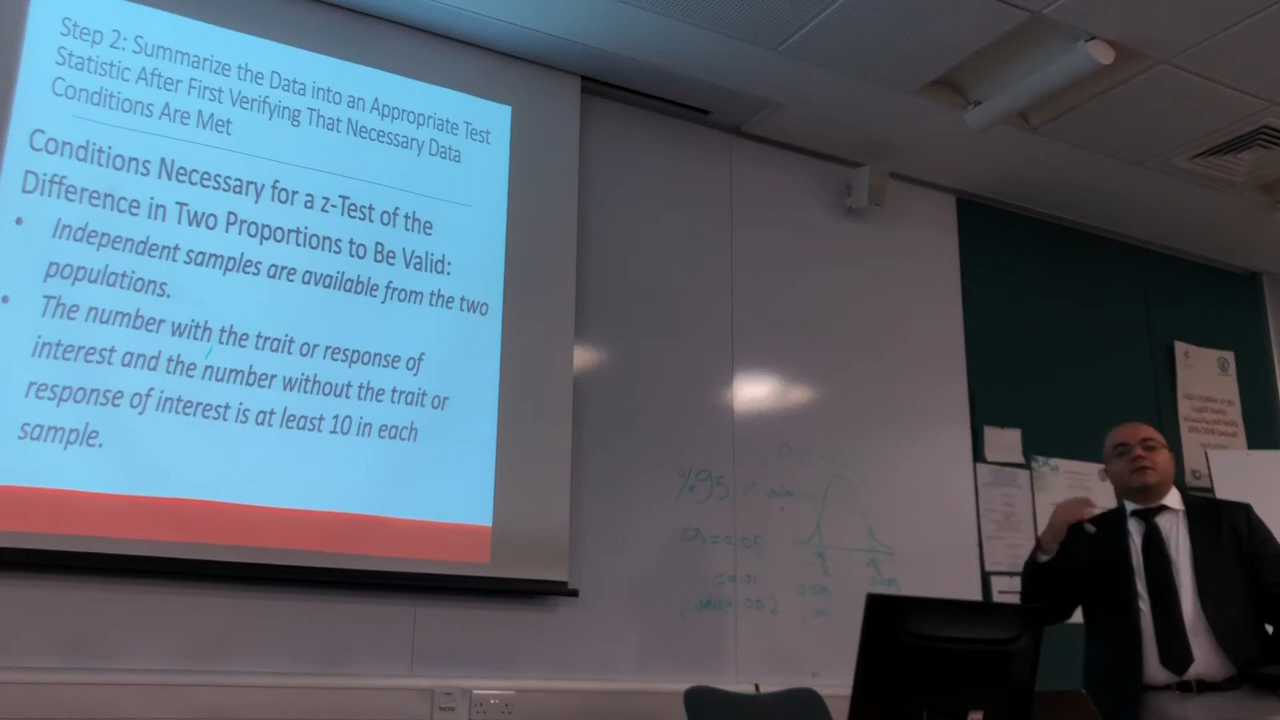 Step 2: Summarize the Data into an Appropriate Test
Statistic After First Verifying That Necessary Data
Conditions Are Met
Conditions Necessary for a z-Test of the
Difference in Two Proportions to Be Valid:
• Independent samples are available from the two
populations.
• The number with the trait or response of
interest and the number without the trait or
response of interest is at least 10 in each
sample.
%95